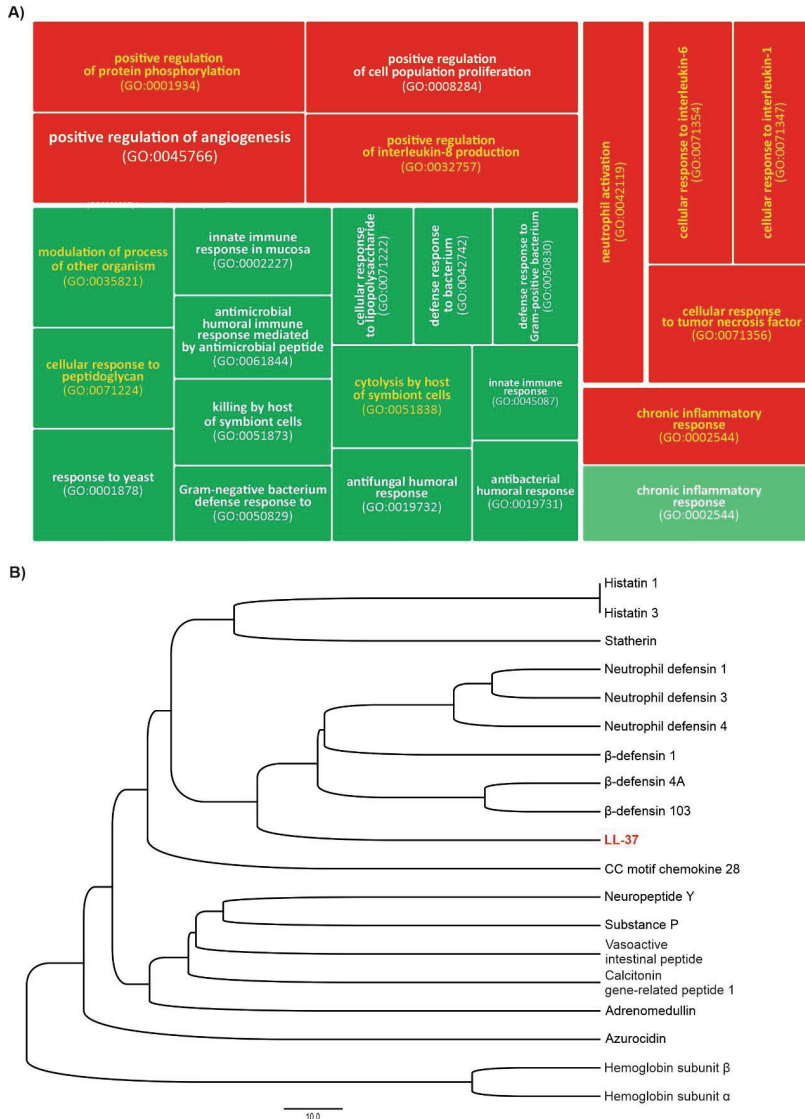 A)
positive regulation
of protein phosphorylation
(GO:0001934)
positive regulation
of cell population proliferation
(GO:0008284)
positive regulation of angiogenesis
(GO:0045766)
positive regulation
of interleukin-8 production
(GO:0032757)
neutrophil activation
(GO:0042119)
cellular response to interleukin-6
(GO:0071354)
cellular response to interleukin-1
(GO:0071347)
cellular response
to tumor necrosis factor
(GO:0071356)
chronic inflammatory
response
(GO:0002544)
chronic inflammatory
response
(GO:0002544)
modulation of process
of other organism
(GO:0035821)
cellular response to
peptidoglycan
(GO:0071224)
response to yeast
(GO:0001878)
innate immune
response in mucosa
(GO:0002227)
antimicrobial
humoral immune
response mediated
by antimicrobial peptide
(GO:0061844)
killing by host
of symbiont cells
(GO:0051873)
Gram-negative bacterium
defense response to
(GO:0050829)
cellular response
to lipopolysaccharide
(GO:0071222)
defense response
to bacterium
(GO:0042742)
defense response to
Gram-positive bacterium
(GO:0050830)
cytolysis by host
of symbiont cells
(GO:0051838)
innate immune
response
(GO:0045087)
antifungal humoral
response
(GO:0019732)
antibacterial
humoral response
(GO:0019731)
B)
Histatin 1
Histatin 3
Statherin
Neutrophil defensin 1
Neutrophil defensin 3
Neutrophil defensin 4
β-defensin 1
β-defensin 4A
β-defensin 103
LL-37
CC motif chemokine 28
Neuropeptide Y
Substance P
Vasoactive
intestinal peptide
Calcitonin
gene-related peptide 1
Adrenomedullin
Azurocidin
Hemoglobin subunit β
Hemoglobin subunit α
10.0